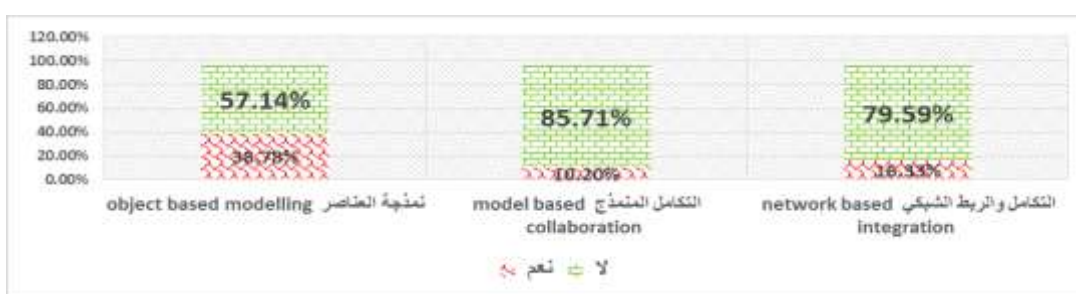 120.00%
100.00%
80.00%
60.00%
40.00%
20.00%
0.00%
57.14%
38.78%
85.71%
10.20%
79.59%
16.33%
نمذجة العناصر object based modelling
التكامل المنمذج model based
collaboration
التكامل والربط الشبكي network based
integration
نعم
لا